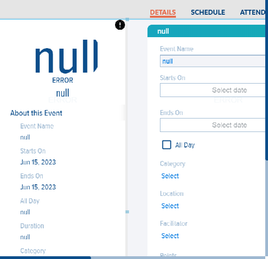 DETAILS SCHEDULE ATTEND
null
ERROR
null
About this Event
Event Name
null
Starts On
Jun 15, 2023
Ends On
Jun 15, 2023
All Day
null
Duration
null
Category
null
Event Name
null
Starts On
Select date
Ends On
Select date
All Day
Category
Select
Location
Select
Facilitator
Select